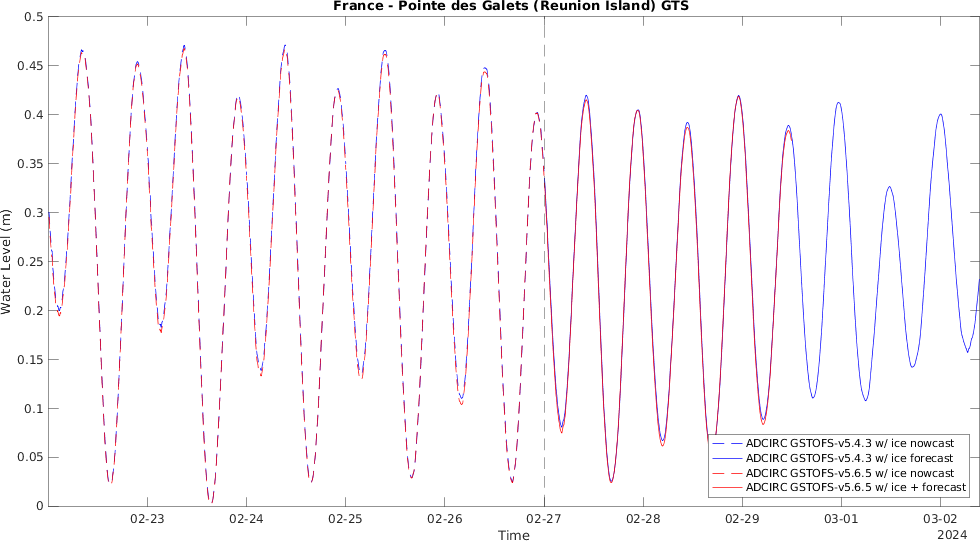 France - Pointe des Galets (Reunion Island) GTS
0.5
0.45
0.4
0.35
0.3
0.25
0.2
0.15
0.1
0.05
0
Water Level (m)
ADCIRC GSTOFS-v5.4.3 w/ ice nowcast
ADCIRC GSTOFS-v5.4.3 w/ ice forecast
ADCIRC GSTOFS-v5.6.5 w/ ice nowcast
ADCIRC GSTOFS-v5.6.5 w/ ice + forecast
02-23 02-24 02-25 02-26 02-27 02-28 02-29 03-01 03-02
Time
2024